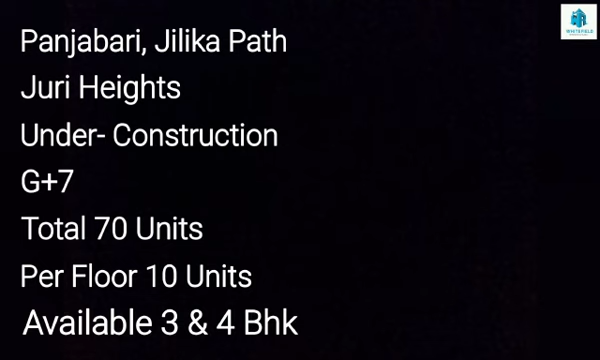 Panjabari, Jilika Path
Juri Heights
Under- Construction
G+7
Total 70 Units
Per Floor 10 Units
Available 3 & 4 Bhk
WHITEFIELD